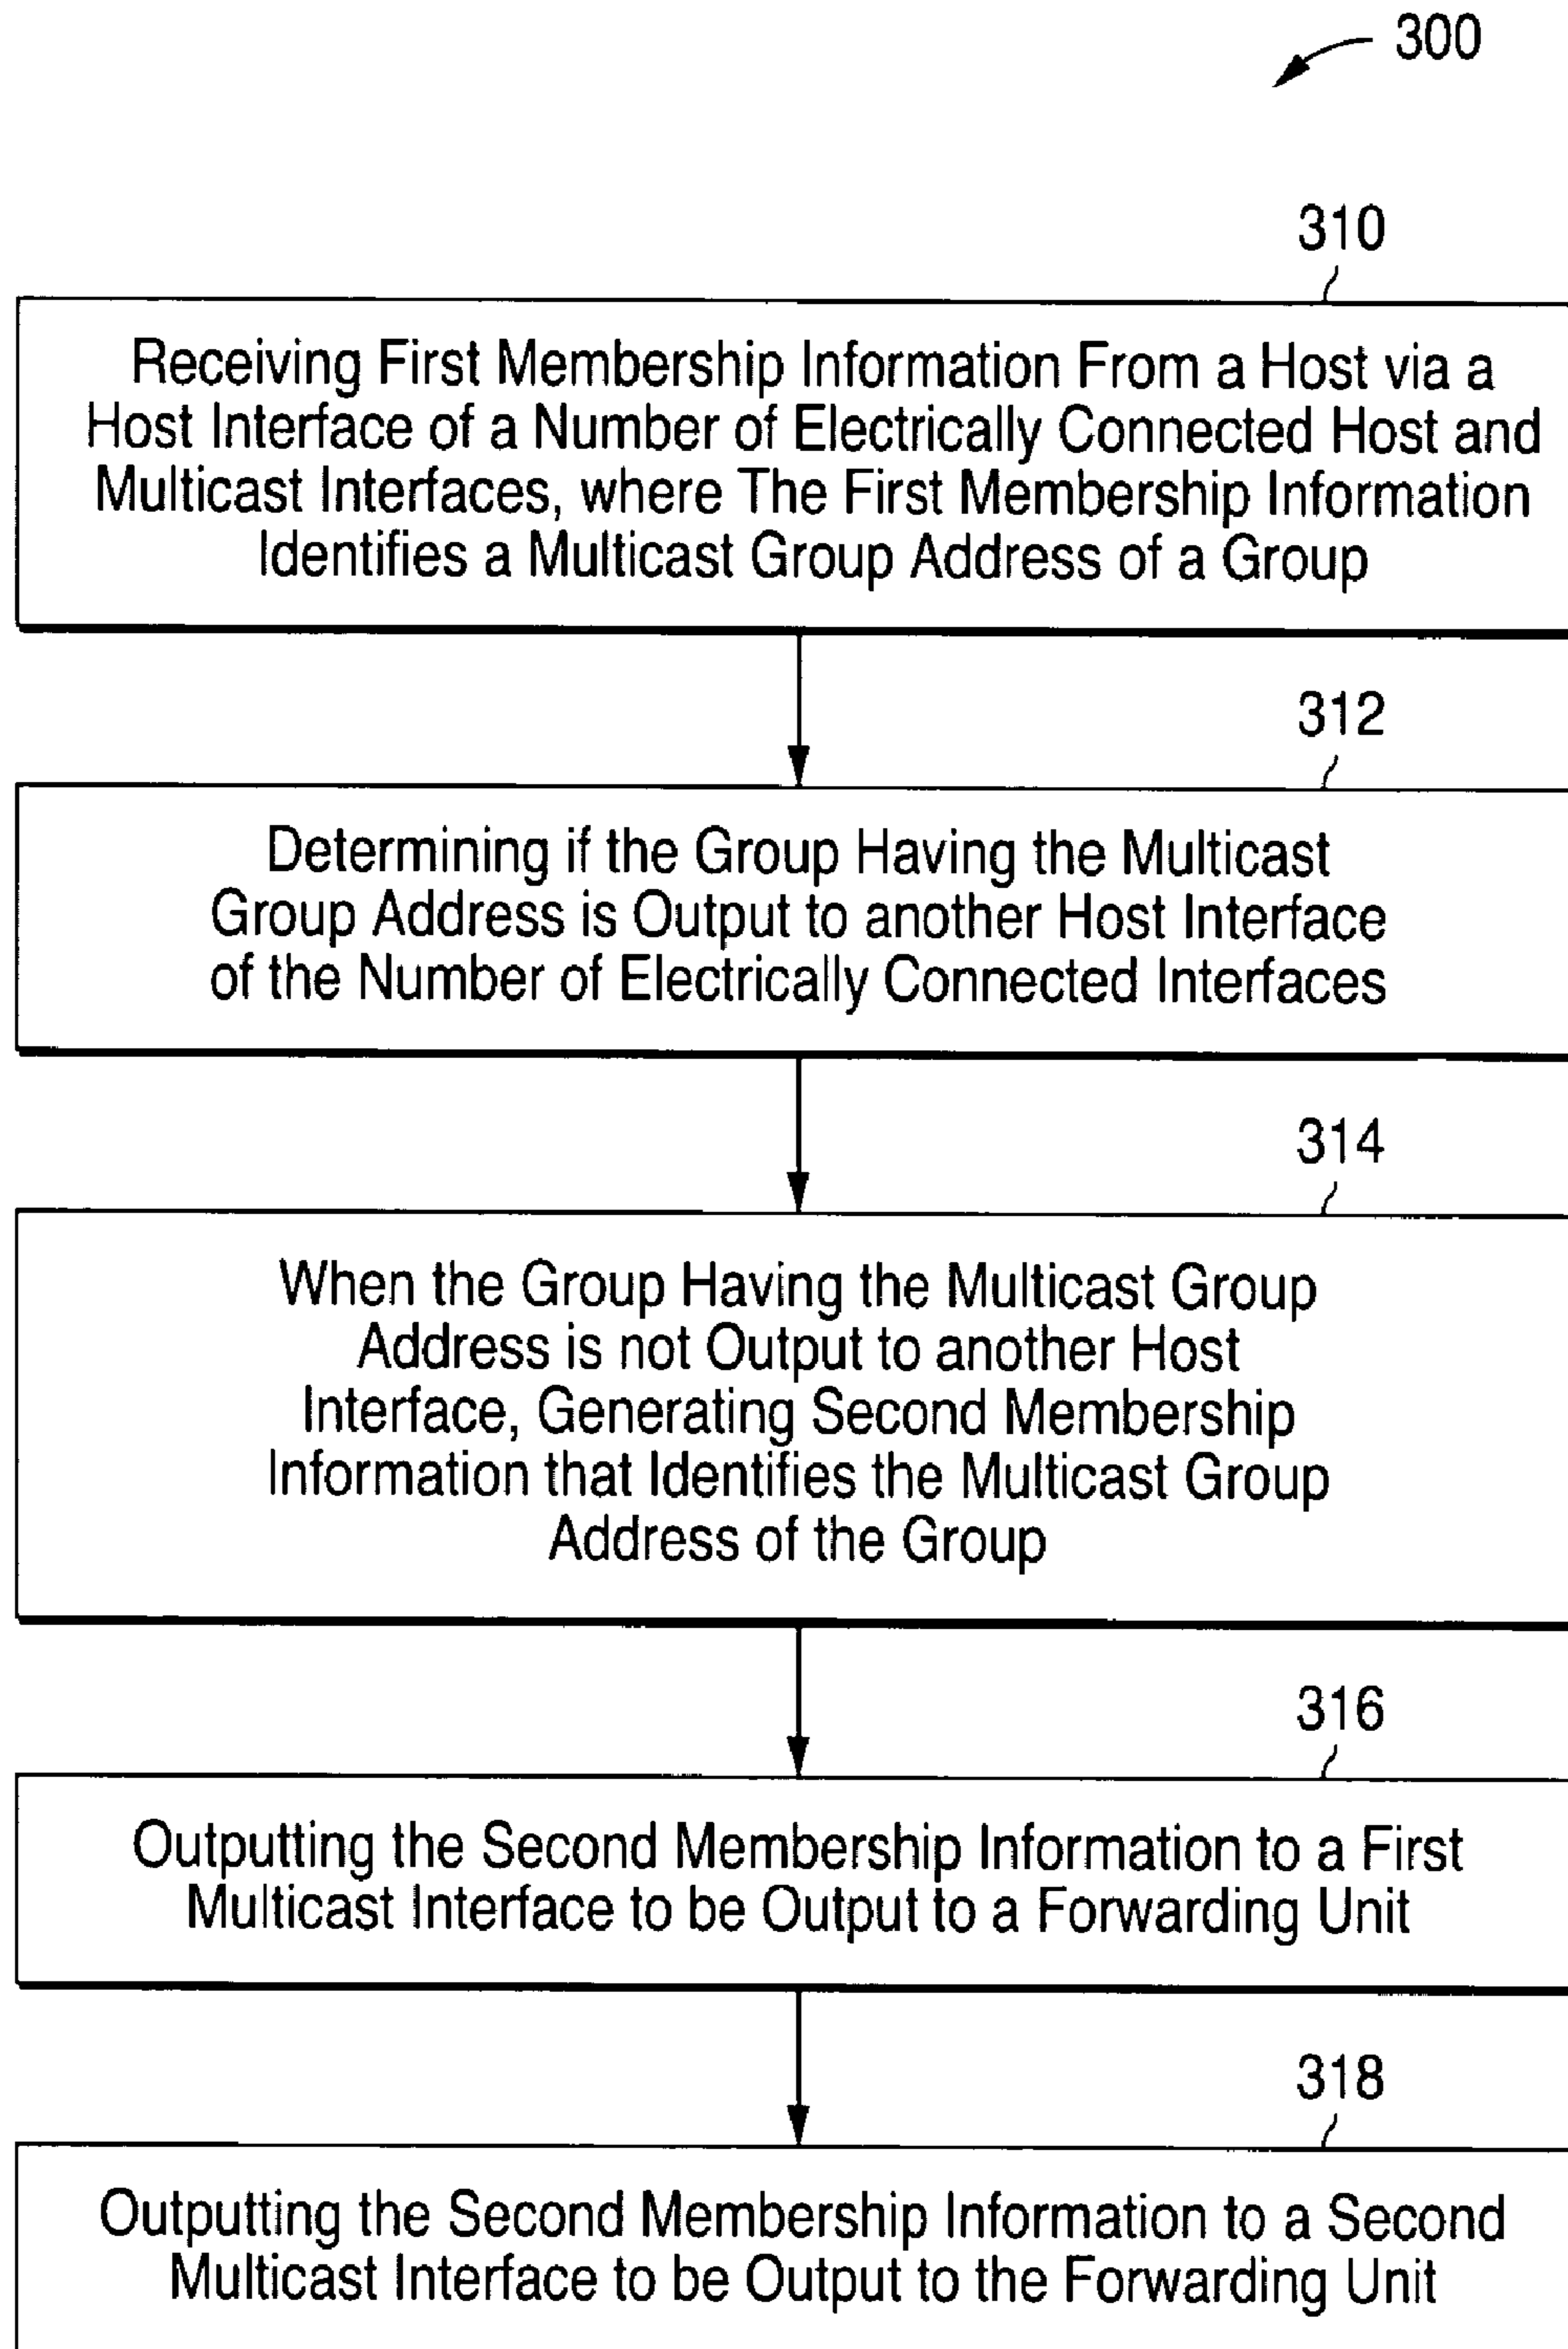 300
310
Receiving First Membership Information From a Host via a
Host Interface of a Number of Electrically Connected Host and
Multicast Interfaces, where The First Membership Information
Identifies a Multicast Group Address of a Group
312
Determining if the Group Having the Multicast
Group Address is Output to another Host Interface
of the Number of Electrically Connected Interfaces
314
When the Group Having the Multicast Group
Address is not Output to another Host
Interface, Generating Second Membership
Information that Identifies the Multicast Group
Address of the Group
316
Outputting the Second Membership Information to a First
Multicast Interface to be Output to a Forwarding Unit
318
Outputting the Second Membership Information to a Second
Multicast Interface to be Output to the Forwarding Unit